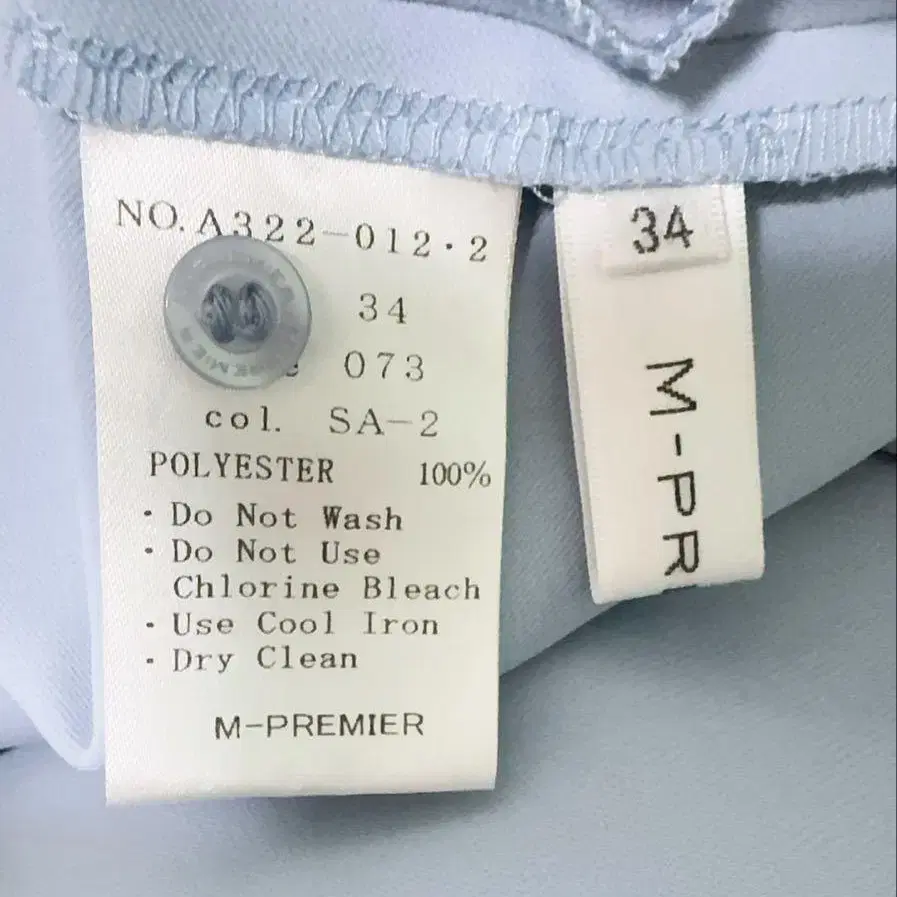 NO. A322-012・2
34
073
col. SA-2
POLYESTER 100%
・Do Not Wash
・Do Not Use
Chlorine Bleach
・Use Cool Iron
・Dry Clean
M-PREMIER
34
M-PR